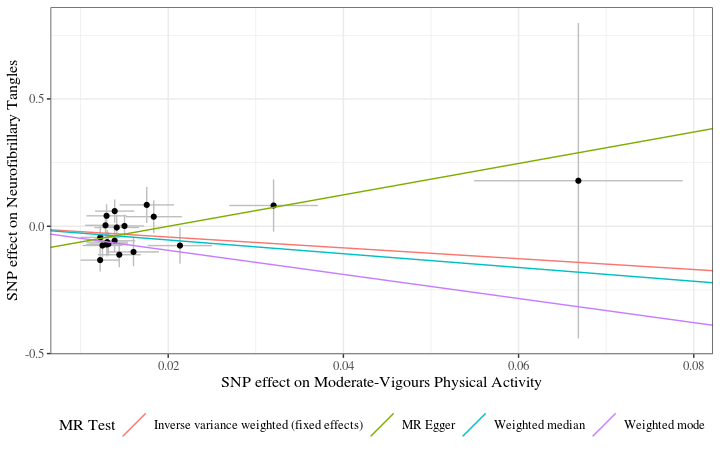 SNP effect on Neurofibrillary Tangles
0.5
0.0
-0.5
0.02 0.04 0.06 0.08
SNP effect on Moderate-Vigours Physical Activity
MR Test Inverse variance weighted (fixed effects) MR Egger Weighted median Weighted mode